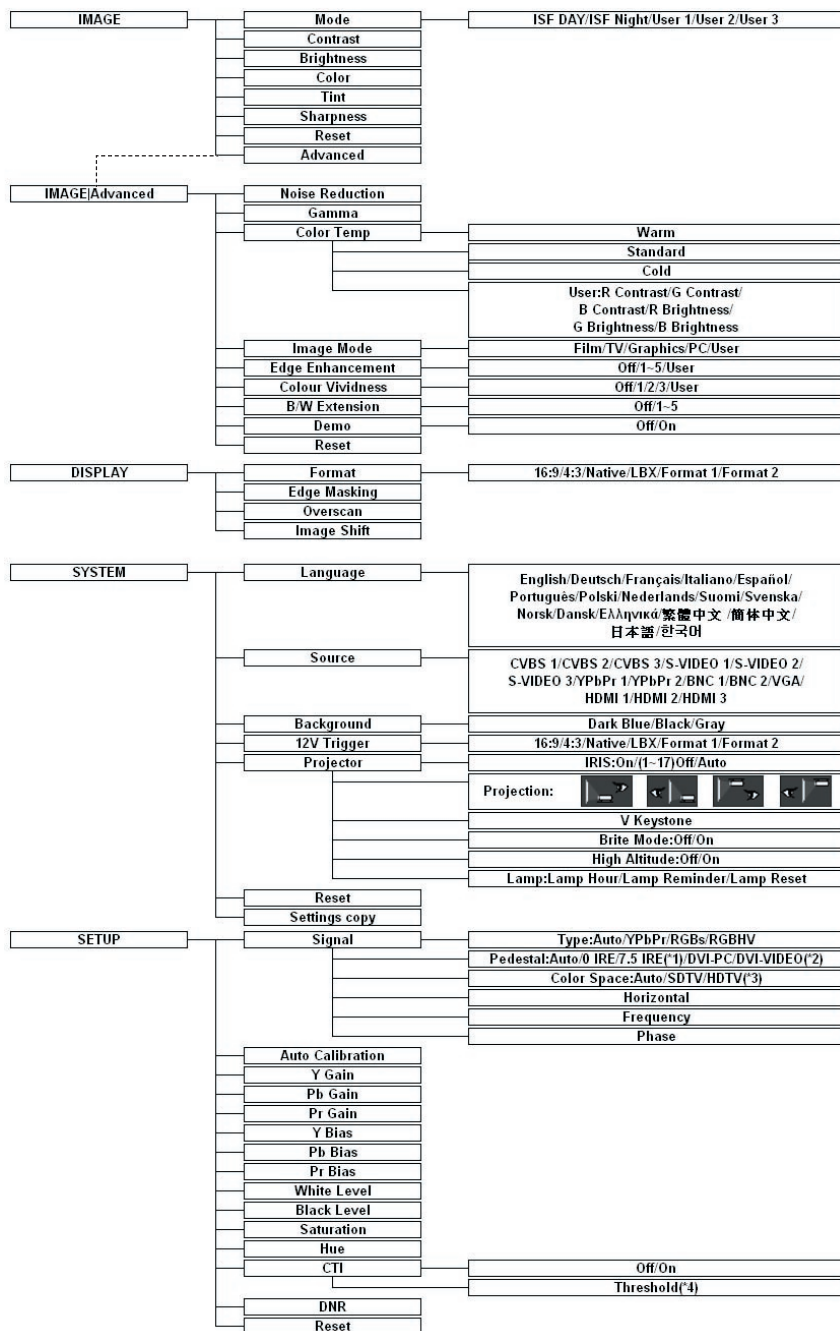 IMAGE
Mode
ISF DAY/ISF Night/User 1/User 2/User 3
Contrast
Brightness
Color
Tint
Sharpness
Reset
Advanced
IMAGE|Advanced
Noise Reduction
Gamma
Color Temp
Warm
Standard
Cold
User:R Contrast/G Contrast/
B Contrast/R Brightness/
G Brightness/B Brightness
Image Mode
Film/TV/Graphics/PC/User
Edge Enhancement
Off/1~5/User
Colour Vividness
Off/1/2/3/User
B/W Extension
Off/1~5
Demo
Off/On
Reset
DISPLAY
Format
16:9/4:3/Native/LBX/Format 1/Format 2
Edge Masking
Overscan
Image Shift
SYSTEM
Language
English/Deutsch/Français/Italiano/Español/
Português/Polski/Nederlands/Suomi/Svenska/
Norsk/Dansk/Ελληνικά/繁體中文 /簡体中文/
日本語/한국어
Source
CVBS 1/CVBS 2/CVBS 3/S-VIDEO 1/S-VIDEO 2/
S-VIDEO 3/YPbPr 1/YPbPr 2/BNC 1/BNC 2/VGA/
HDMI 1/HDMI 2/HDMI 3
Background
Dark Blue/Black/Gray
12V Trigger
16:9/4:3/Native/LBX/Format 1/Format 2
Projector
IRIS:On/(1~17)Off/Auto
Projection:
V Keystone
Brite Mode:Off/On
High Altitude:Off/On
Lamp:Lamp Hour/Lamp Reminder/Lamp Reset
Reset
Settings copy
SETUP
Signal
Type:Auto/YPbPr/RGBs/RGBHV
Pedestal:Auto/0 IRE/7.5 IRE(*1)/DVI-PC/DVI-VIDEO(*2)
Color Space:Auto/SDTV/HDTV(*3)
Horizontal
Frequency
Phase
Auto Calibration
Y Gain
Pb Gain
Pr Gain
Y Bias
Pb Bias
Pr Bias
White Level
Black Level
Saturation
Hue
CTI
Off/On
Threshold(*4)
DNR
Reset